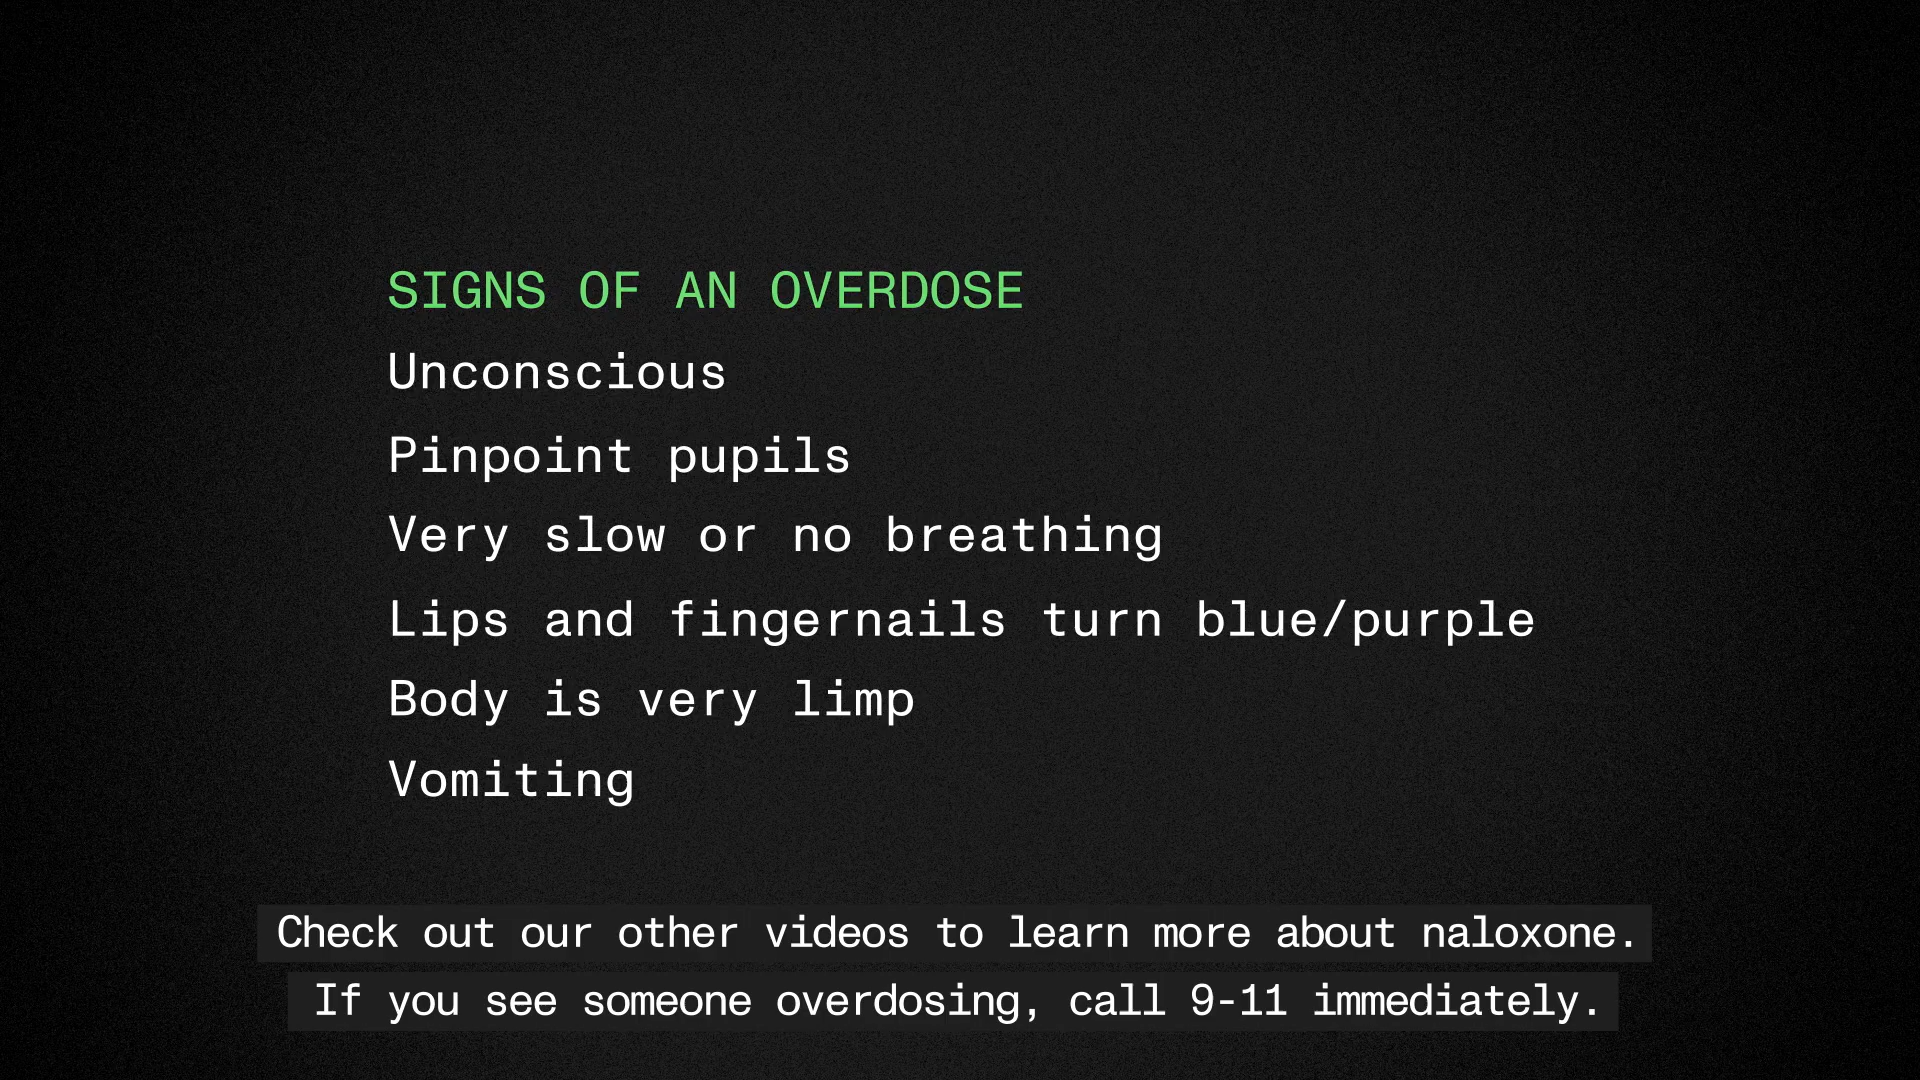 SIGNS OF AN OVERDOSE
Unconscious
Pinpoint pupils
Very slow or no breathing
Lips and fingernails turn blue/purple
Body is very limp
Vomiting
Check out our other videos to learn more about naloxone.
If you see someone overdosing, call 9-11 immediately.